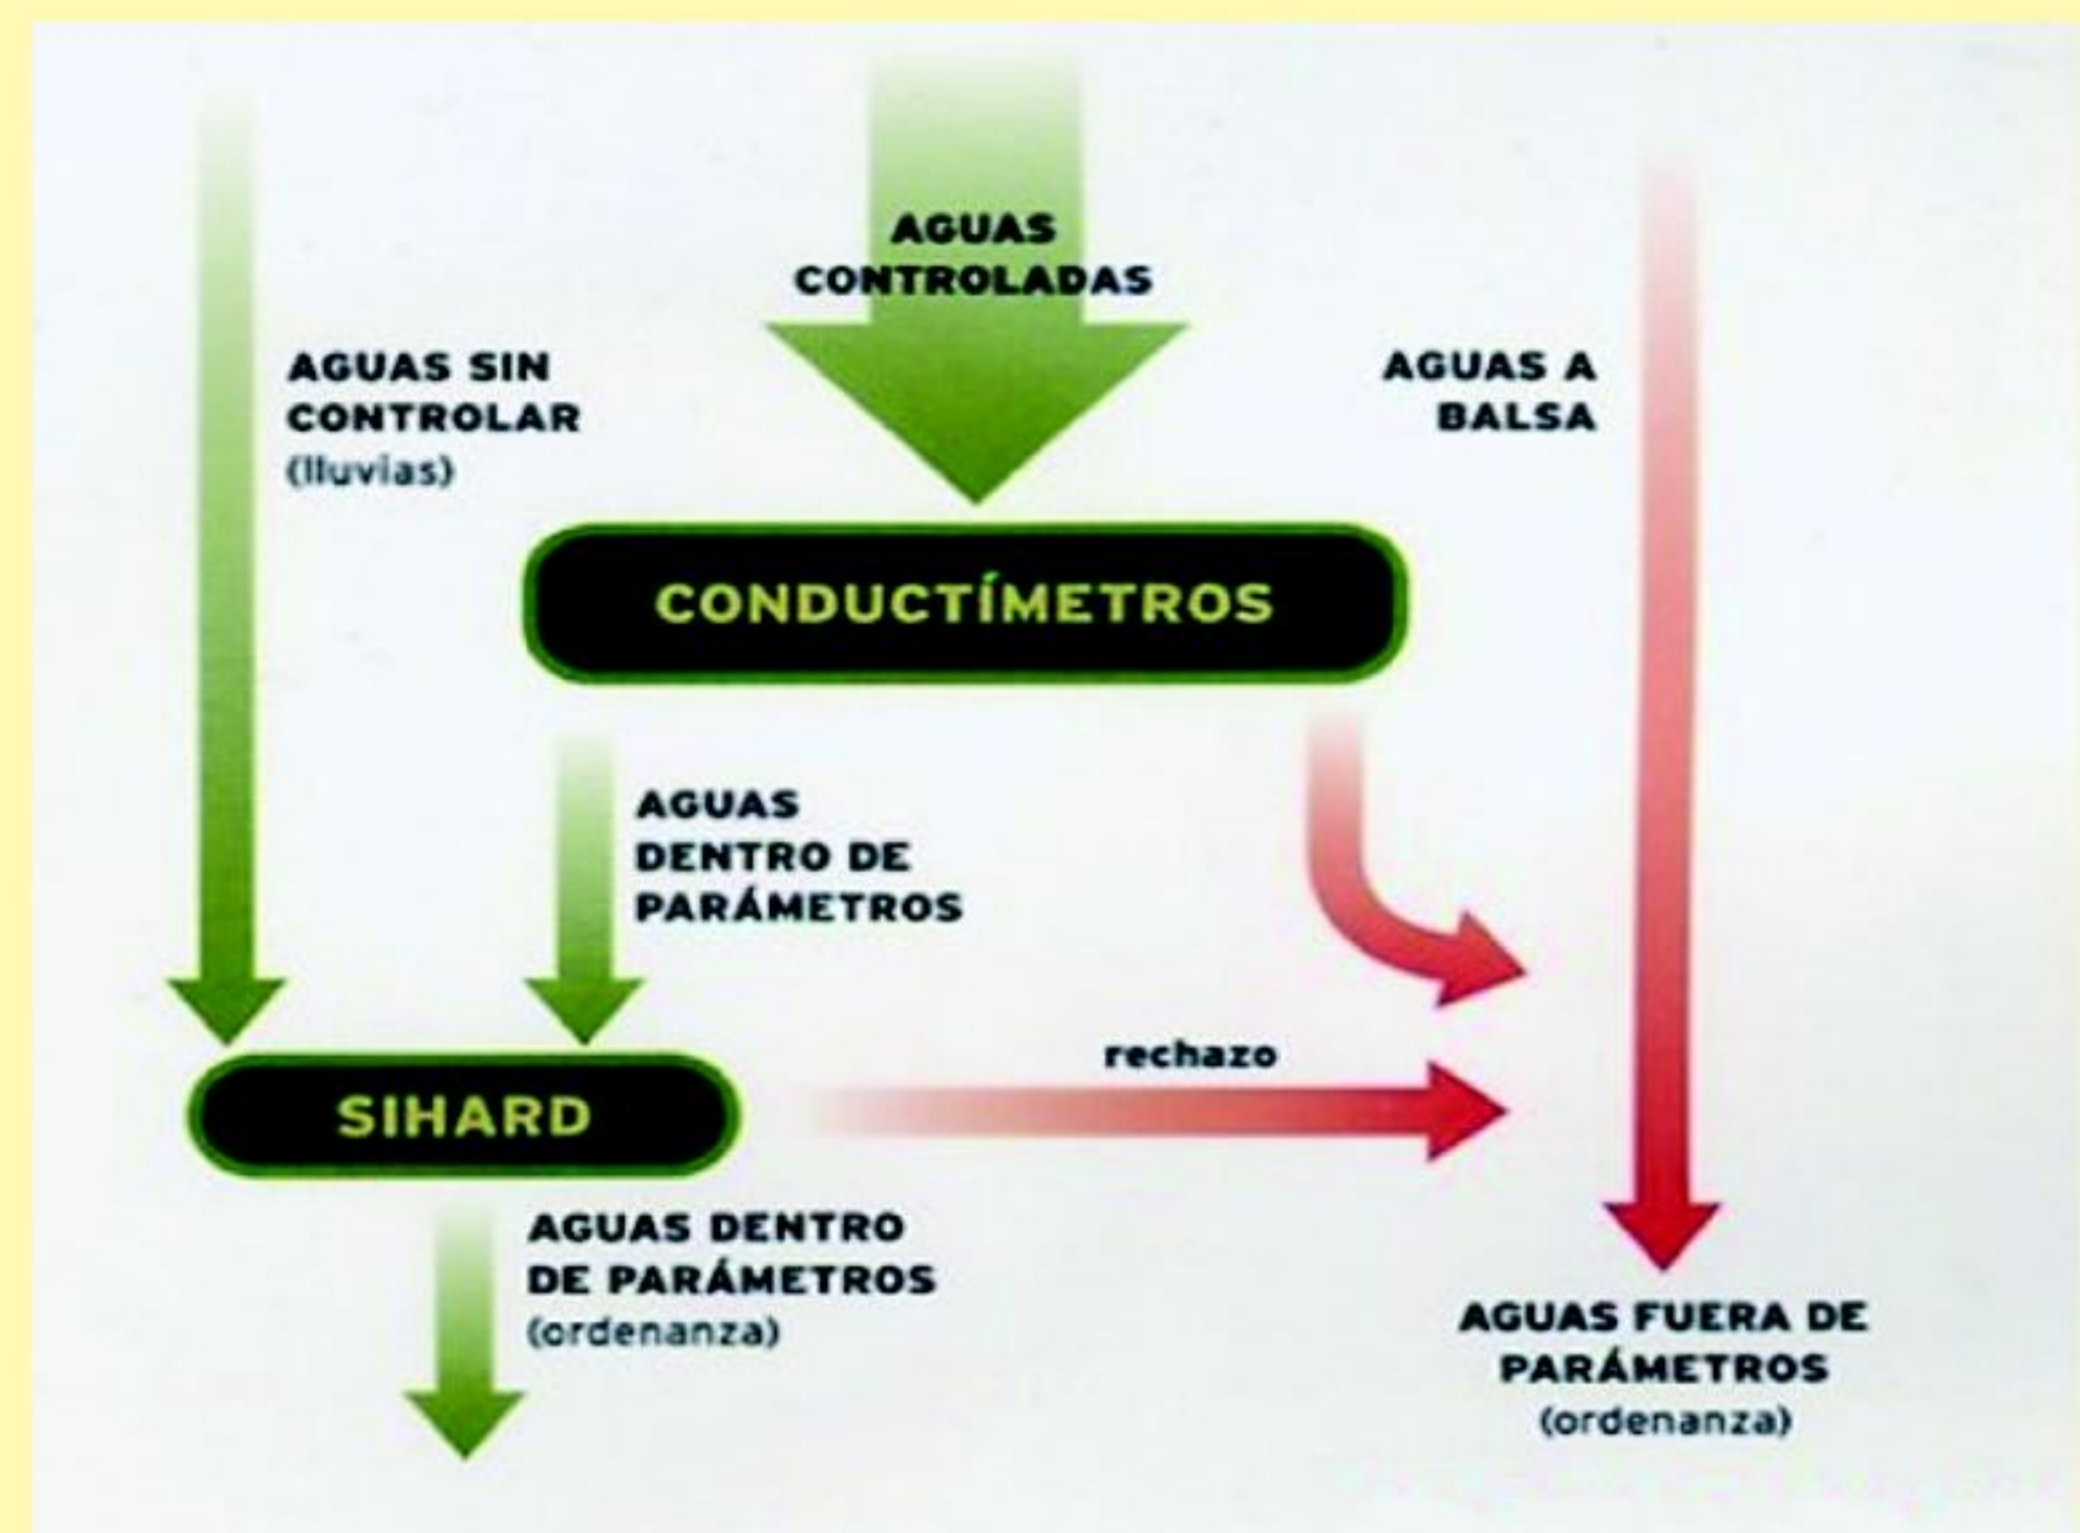 AGUAS
CONTROLADAS
AGUAS SIN
CONTROLAR
(lluvias)
AGUAS A
BALSA
CONDUCTÍMETROS
AGUAS
DENTRO DE
PARÁMETROS
rechazo
SIHARD
AGUAS DENTRO
DE PARÁMETROS
(ordenanza)
AGUAS FUERA DE
PARÁMETROS
(ordenanza)